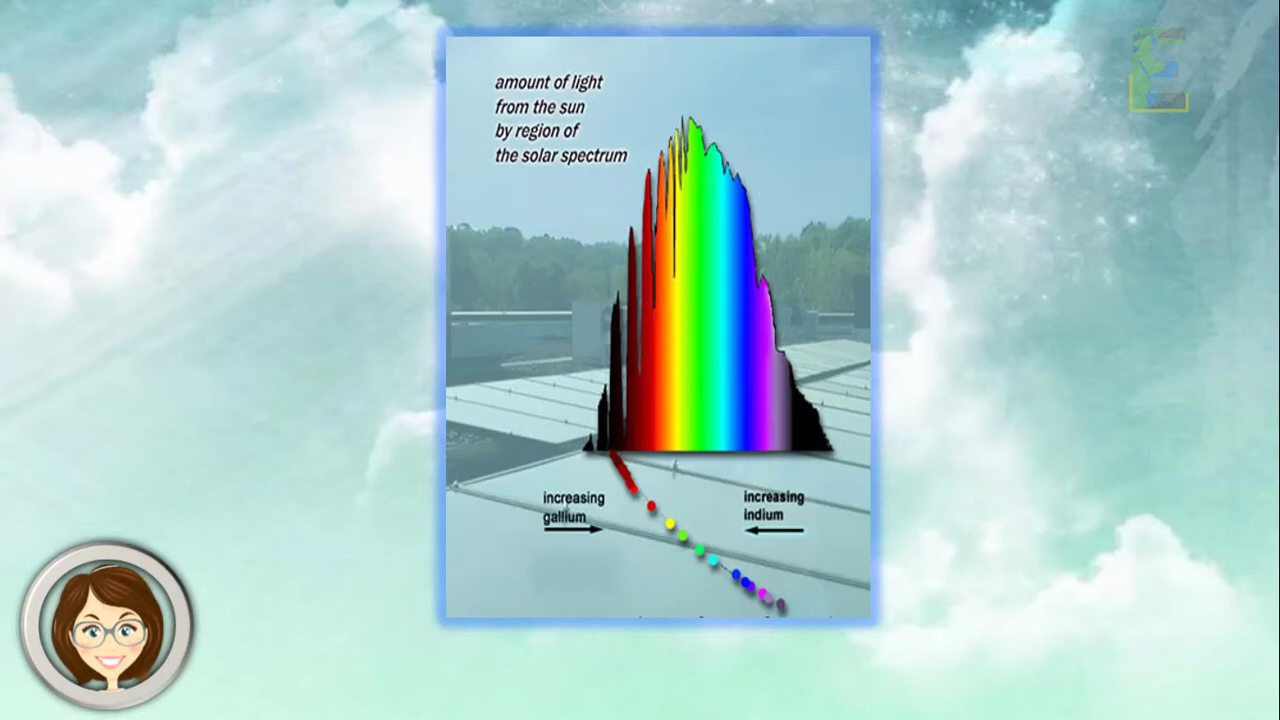 amount of light
from the sun
by region of
the solar spectrum
increasing
gallium
increasing
indium